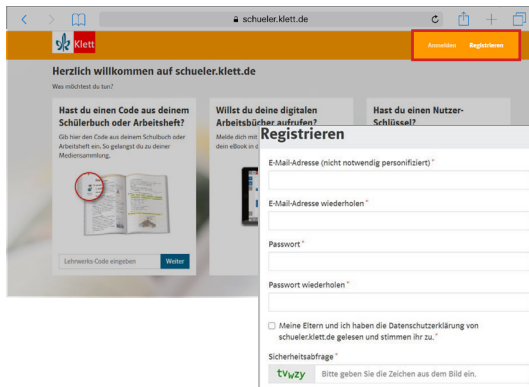 schueler.klett.de
Klett
Anmelden Registrieren
Herzlich willkommen auf schueler.klett.de
Was möchtest du tun?
Hast du einen Code aus deinem
Schülerbuch oder Arbeitsheft?
Gib hier den Code aus deinem Schulbuch oder
Arbeitsheft ein. So gelangst du zu deiner
Mediensammlung.
Lehrwerks-Code eingeben Weiter
Willst du deine digitalen
Arbeitsbücher aufrufen?
Melde dich mit
dein eBook in d
Hast du einen Nutzer-
Schlüssel?
Registrieren
E-Mail-Adresse (nicht notwendig personifiziert) *
E-Mail-Adresse wiederholen *
Passwort *
Passwort wiederholen *
Meine Eltern und ich haben die Datenschutzerklärung von
schueler.klett.de gelesen und stimmen ihr zu. *
Sicherheitsabfrage *
tvwzy Bitte geben Sie die Zeichen aus dem Bild ein.